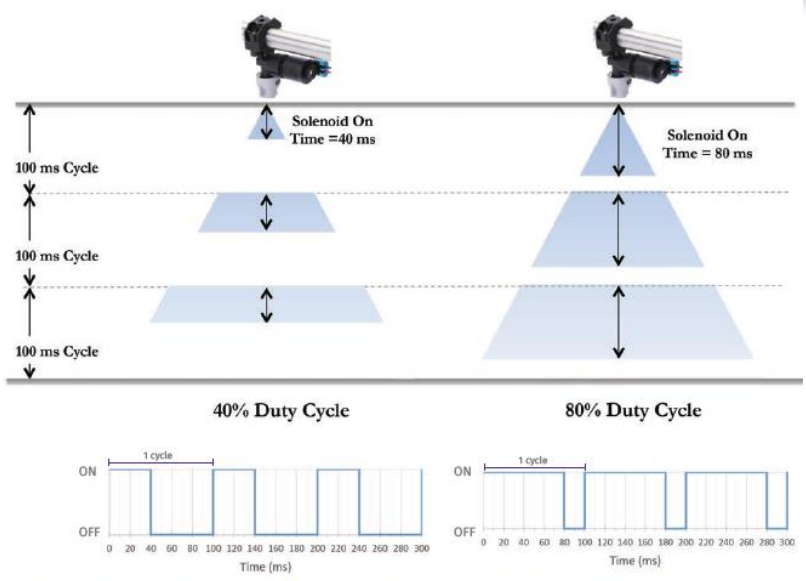 Solenoid On
Time =40 ms
Solenoid On
Time = 80 ms
100 ms Cycle
100 ms Cycle
100 ms Cycle
40% Duty Cycle
80% Duty Cycle
1 cycle
ON
OFF
0 20 40 60 80 100 120 140 160 180 200 220 240 260 280 300
Time (ms)
1 cycle
ON
OFF
0 20 40 60 80 100 120 140 160 180 200 220 240 260 280 300
Time (ms)